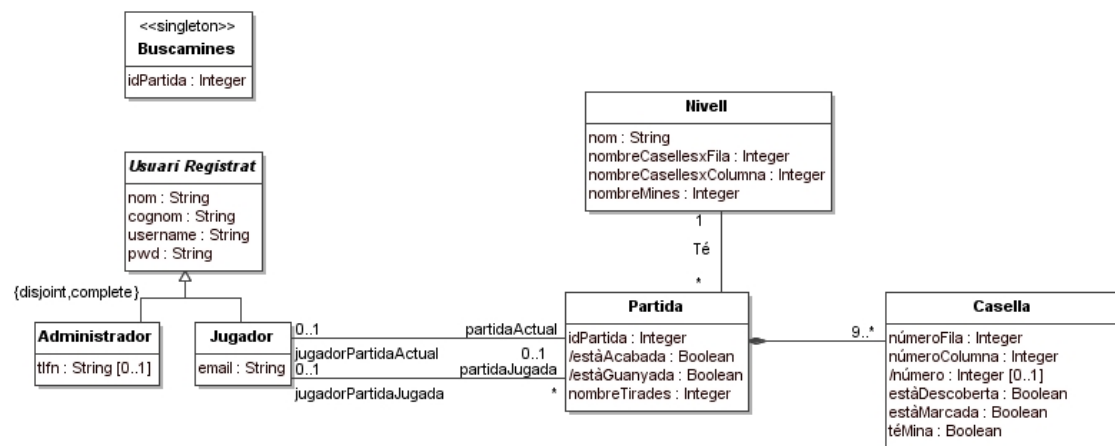 <<singleton>>
Buscamines
idPartida : Integer
Nivell
nom : String
nombreCasellesxFila : Integer
nombreCasellesxColumna : Integer
nombreMines : Integer
Usuari Registrat
nom : String
cognom : String
username : String
pwd : String
1
Té
*
{disjoint,complete }
Administrador
tlfn : String [0..1]
Jugador
email : String
0..1
partidaActual
jugadorPartidaActual
0..1
0..1
partidaJugada
jugadorPartidaJugada
*
Partida
idPartida : Integer
/estàAcabada : Boolean
/estàGuanyada : Boolean
nombreTirades : Integer
9..*
Casella
númeroFila : Integer
númeroColumna : Integer
/número : Integer [0..1]
estàDescoberta : Boolean
estàMarcada : Boolean
téMina : Boolean